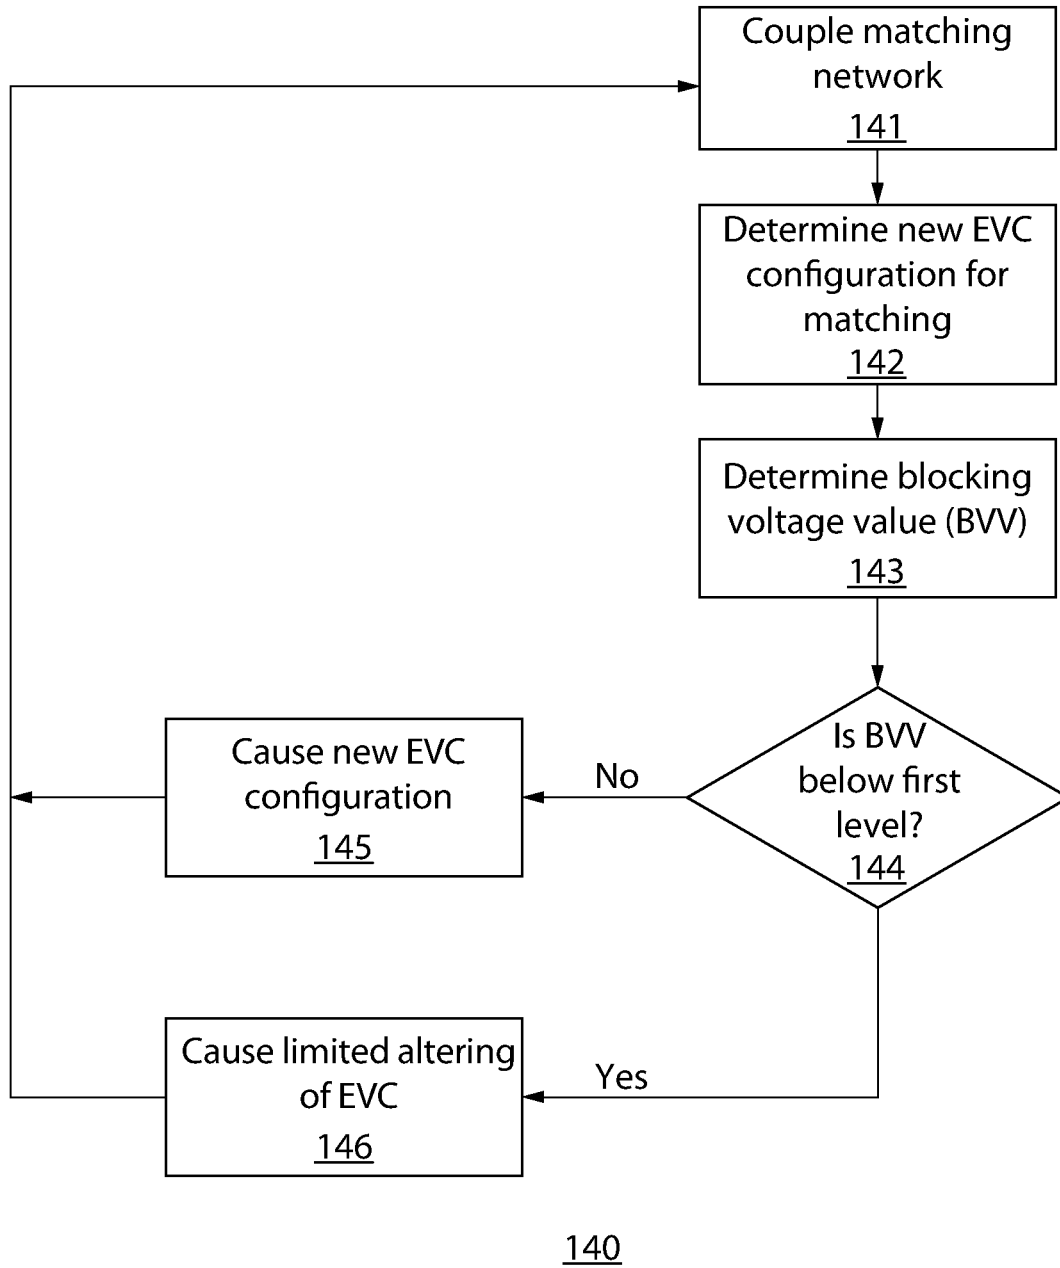 Couple matching
network
141
Determine new EVC
configuration for
matching
142
Determine blocking
voltage value (BVV)
143
Is BVV
below first
level?
144
No
Cause new EVC
configuration
145
Yes
Cause limited altering
of EVC
146
140